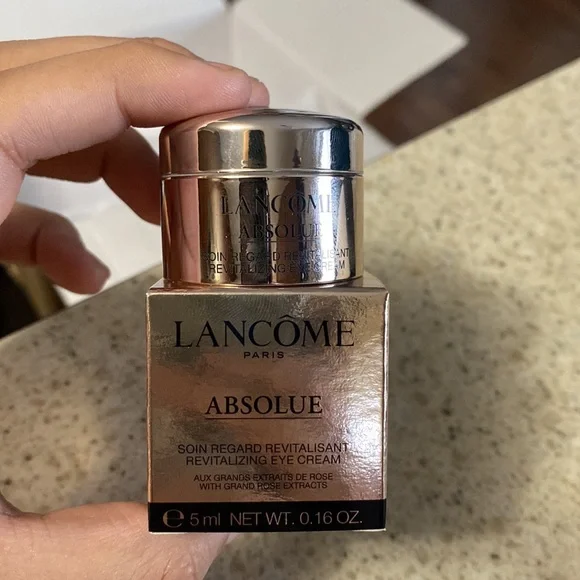 LANCÔME
ABSOLUE
SOIN REGARD REVITALISANT
REVITALIZING EYE CREAM
LANCÔME
PARIS
ABSOLUE
SOIN REGARD REVITALISANT
REVITALIZING EYE CREAM
AUX GRANDS EXTRAITS DE ROSE
WITH GRAND ROSE EXTRACTS
℮ 5 ml NET WT. 0.16 OZ.